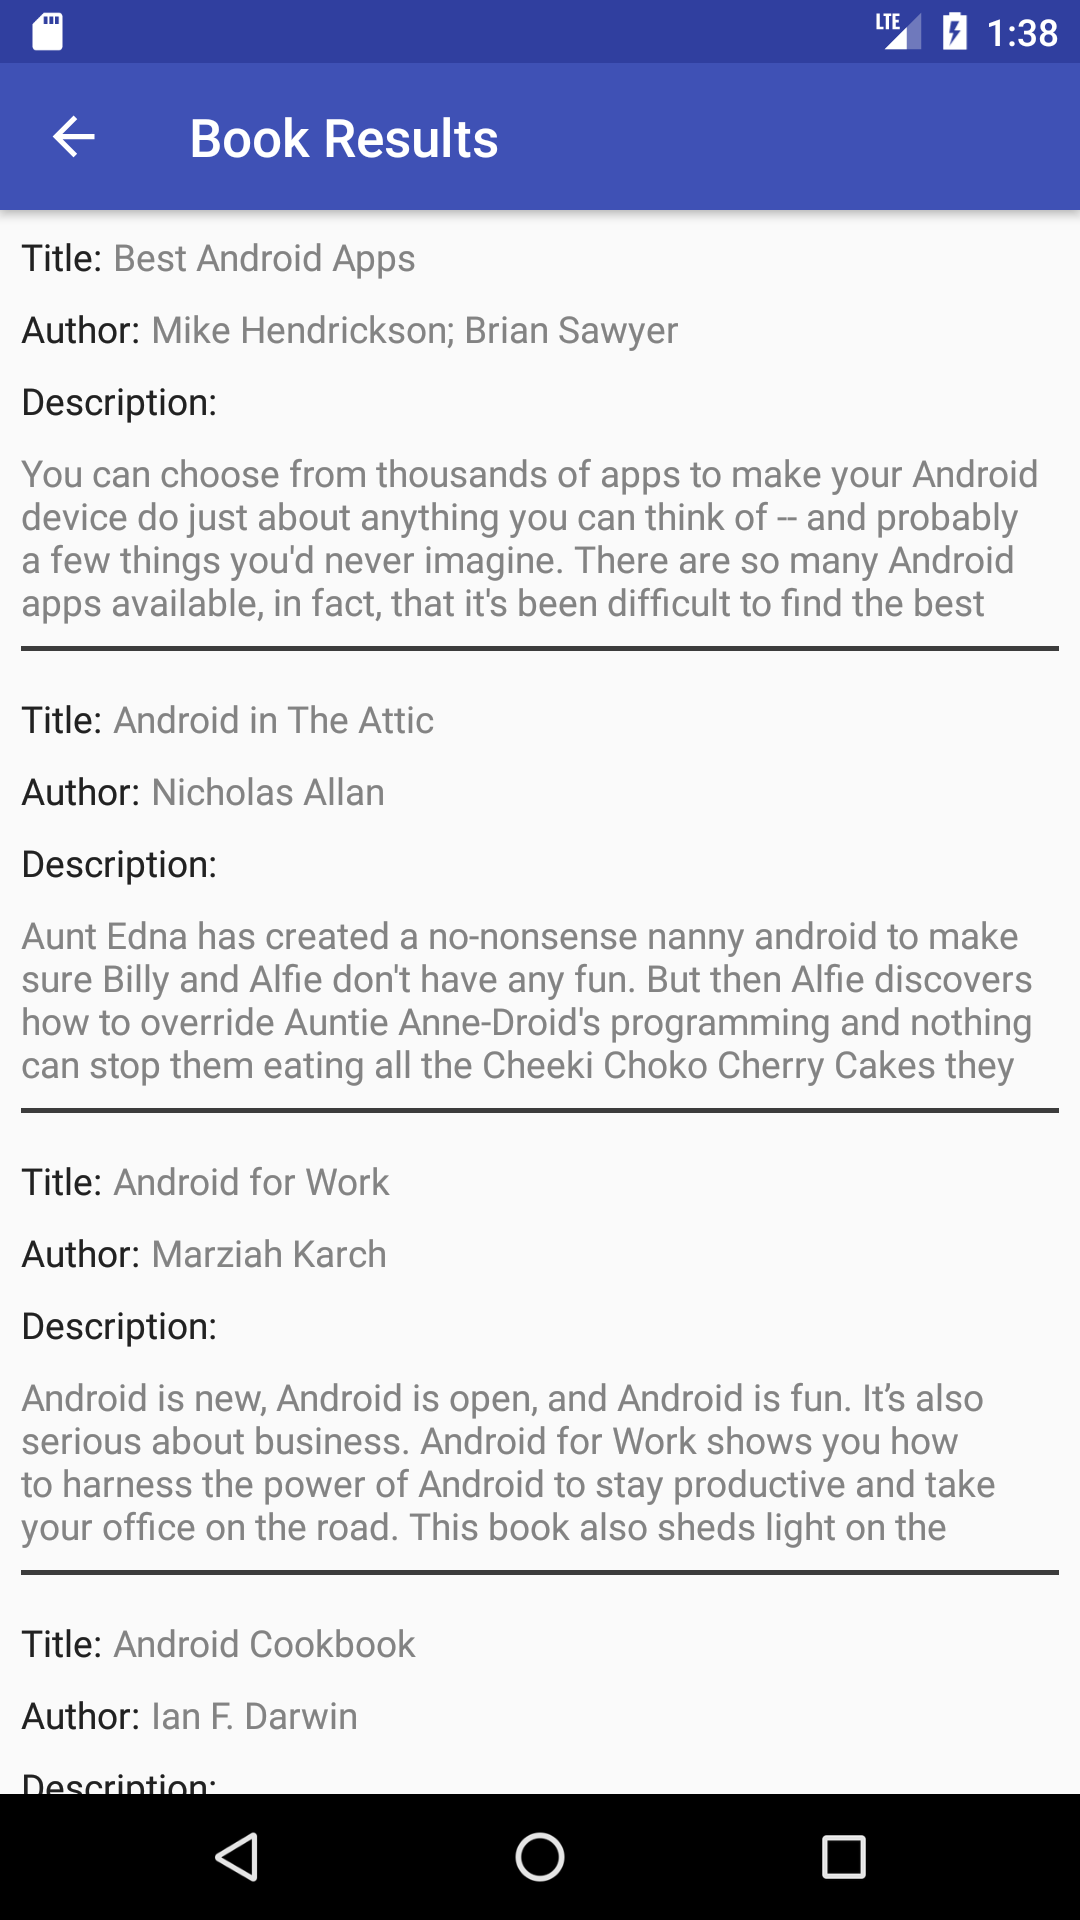 LTE 1:38
Book Results
Title: Best Android Apps
Author: Mike Hendrickson; Brian Sawyer
Description:
You can choose from thousands of apps to make your Android
device do just about anything you can think of -- and probably
a few things you'd never imagine. There are so many Android
apps available, in fact, that it's been difficult to find the best
Title: Android in The Attic
Author: Nicholas Allan
Description:
Aunt Edna has created a no-nonsense nanny android to make
sure Billy and Alfie don't have any fun. But then Alfie discovers
how to override Auntie Anne-Droid's programming and nothing
can stop them eating all the Cheeki Choko Cherry Cakes they
Title: Android for Work
Author: Marziah Karch
Description:
Android is new, Android is open, and Android is fun. It’s also
serious about business. Android for Work shows you how
to harness the power of Android to stay productive and take
your office on the road. This book also sheds light on the
Title: Android Cookbook
Author: Ian F. Darwin
Description: